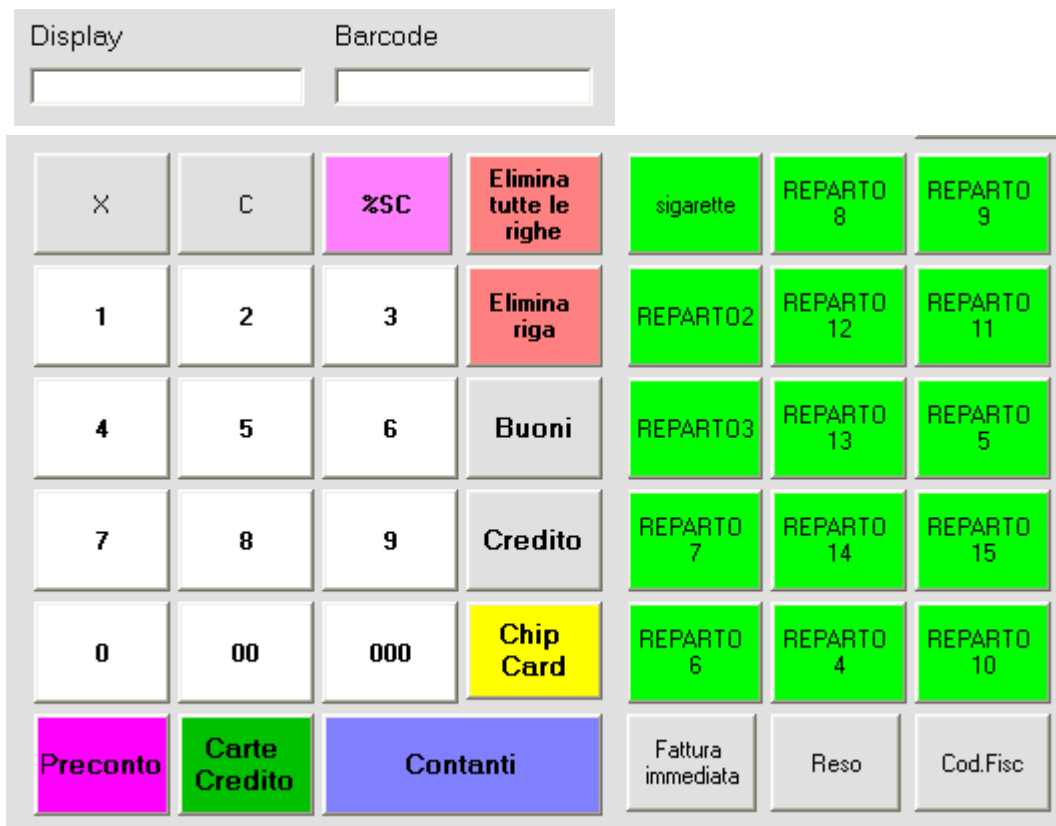 Display Barcode
X C %SC Elimina tutte le righe sigarette REPARTO 8 REPARTO 9
1 2 3 Elimina riga REPARTO2 REPARTO 12 REPARTO 11
4 5 6 Buoni REPARTO3 REPARTO 13 REPARTO 5
7 8 9 Credito REPARTO 7 REPARTO 14 REPARTO 15
0 00 000 Chip Card REPARTO 6 REPARTO 4 REPARTO 10
Preconto Carte Credito Contanti Fattura immediata Reso Cod.Fisc